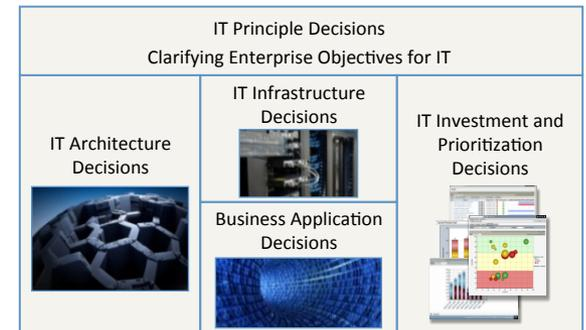 IT Principle Decisions
Clarifying Enterprise Objectives for IT
IT Architecture
Decisions
IT Infrastructure
Decisions
Business Application
Decisions
IT Investment and
Prioritization
Decisions